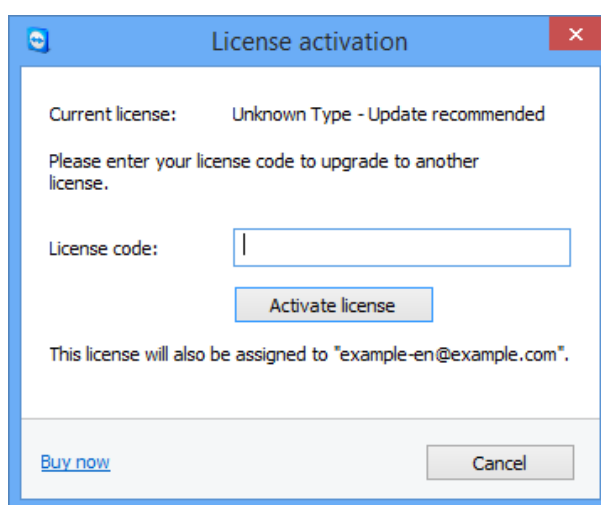 License activation
Current license: Unknown Type - Update recommended
Please enter your license code to upgrade to another
license.
License code:
Activate license
This license will also be assigned to "example-en@example.com".
Buy now Cancel